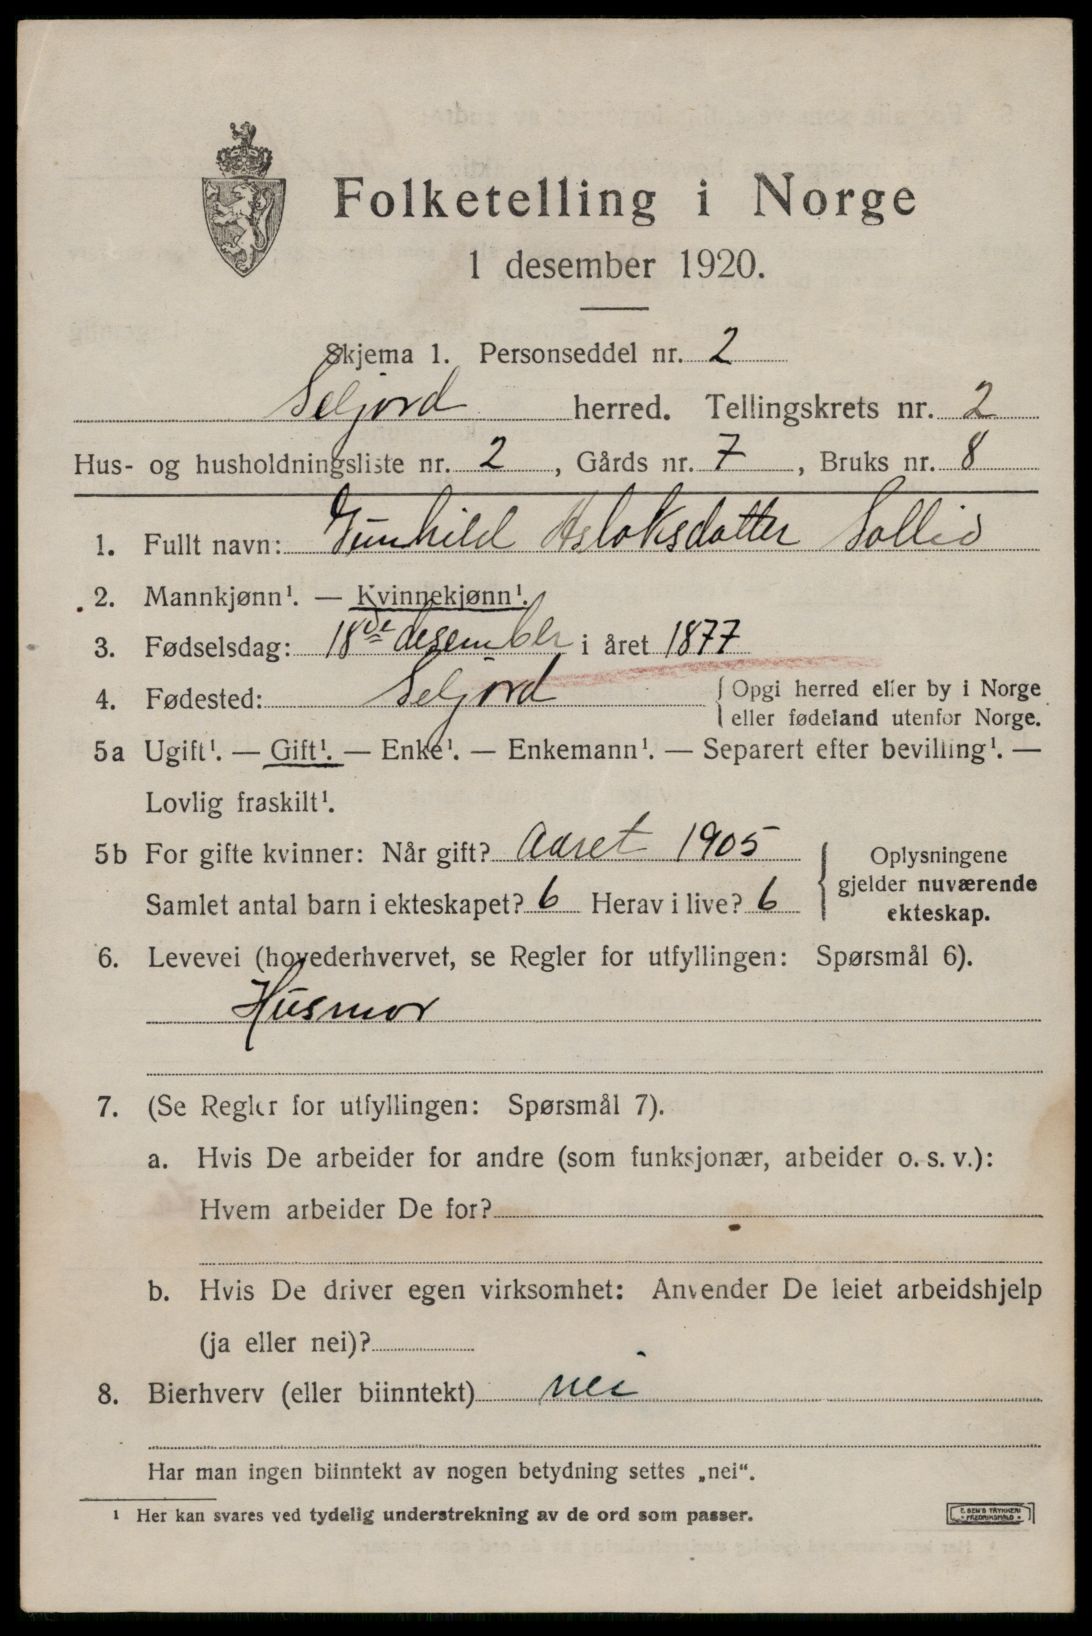 Folketelling i Norge
1 desember 1920.
Skjema 1. Personseddel nr. 2
Seljord herred. Tellingskrets nr. 2
Hus- og husholdningsliste nr. 2, Gårds nr. 7, Bruks nr. 8
1. Fullt navn: Gunhild Asloksdatter Sollid
2. Mannkjønn¹. — Kvinnekjønn¹.
3. Fødselsdag: 18de desember i året 1877
4. Fødested: Seljord { Opgi herred eller by i Norge
eller fødeland utenfor Norge.
5a Ugift¹. — Gift¹. — Enke¹. — Enkemann¹. — Separert efter bevilling¹. —
Lovlig fraskilt¹.
5b For gifte kvinner: Når gift? Aaret 1905
Samlet antal barn i ekteskapet? 6 Herav i live? 6
{ Oplysningene
gjelder nuværende
ekteskap.
6. Levevei (hovederhvervet, se Regler for utfyllingen: Spørsmål 6).
Husmor
7. (Se Regler for utfyllingen: Spørsmål 7).
a. Hvis De arbeider for andre (som funksjonær, arbeider o. s. v.):
Hvem arbeider De for?
b. Hvis De driver egen virksomhet: Anvender De leiet arbeidshjelp
(ja eller nei)?
8. Bierhverv (eller biinntekt) nei
Har man ingen biinntekt av nogen betydning settes „nei“.
¹ Her kan svares ved tydelig understrekning av de ord som passer.
E. SEM'S TRYKKERI
FREDRIKSHALD